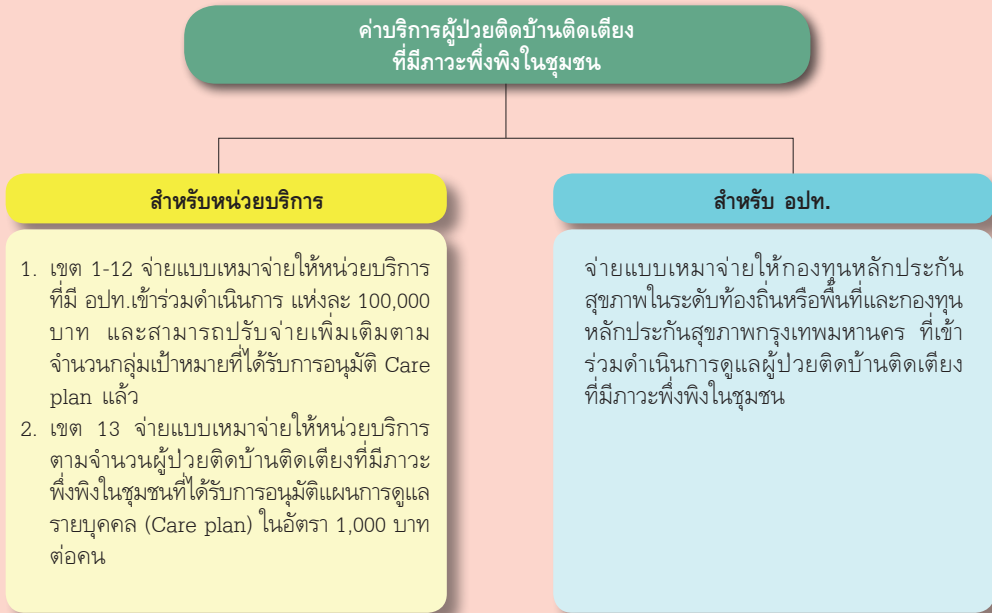 ค่าบริการผู้ป่วยติดบ้านติดเตียง
ที่มีภาวะพึ่งพิงในชุมชน
สำหรับหน่วยบริการ
1. เขต 1-12 จ่ายแบบเหมาจ่ายให้หน่วยบริการ
ที่มี อปท.เข้าร่วมดำเนินการ แห่งละ 100,000
บาท และสามารถปรับจ่ายเพิ่มเติมตาม
จำนวนกลุ่มเป้าหมายที่ได้รับการอนุมัติ Care
plan แล้ว
2. เขต 13 จ่ายแบบเหมาจ่ายให้หน่วยบริการ
ตามจำนวนผู้ป่วยติดบ้านติดเตียงที่มีภาวะ
พึ่งพิงในชุมชนที่ได้รับการอนุมัติแผนการดูแล
รายบุคคล (Care plan) ในอัตรา 1,000 บาท
ต่อคน
สำหรับ อปท.
จ่ายแบบเหมาจ่ายให้กองทุนหลักประกัน
สุขภาพในระดับท้องถิ่นหรือพื้นที่และกองทุน
หลักประกันสุขภาพกรุงเทพมหานคร ที่เข้า
ร่วมดำเนินการดูแลผู้ป่วยติดบ้านติดเตียง
ที่มีภาวะพึ่งพิงในชุมชน